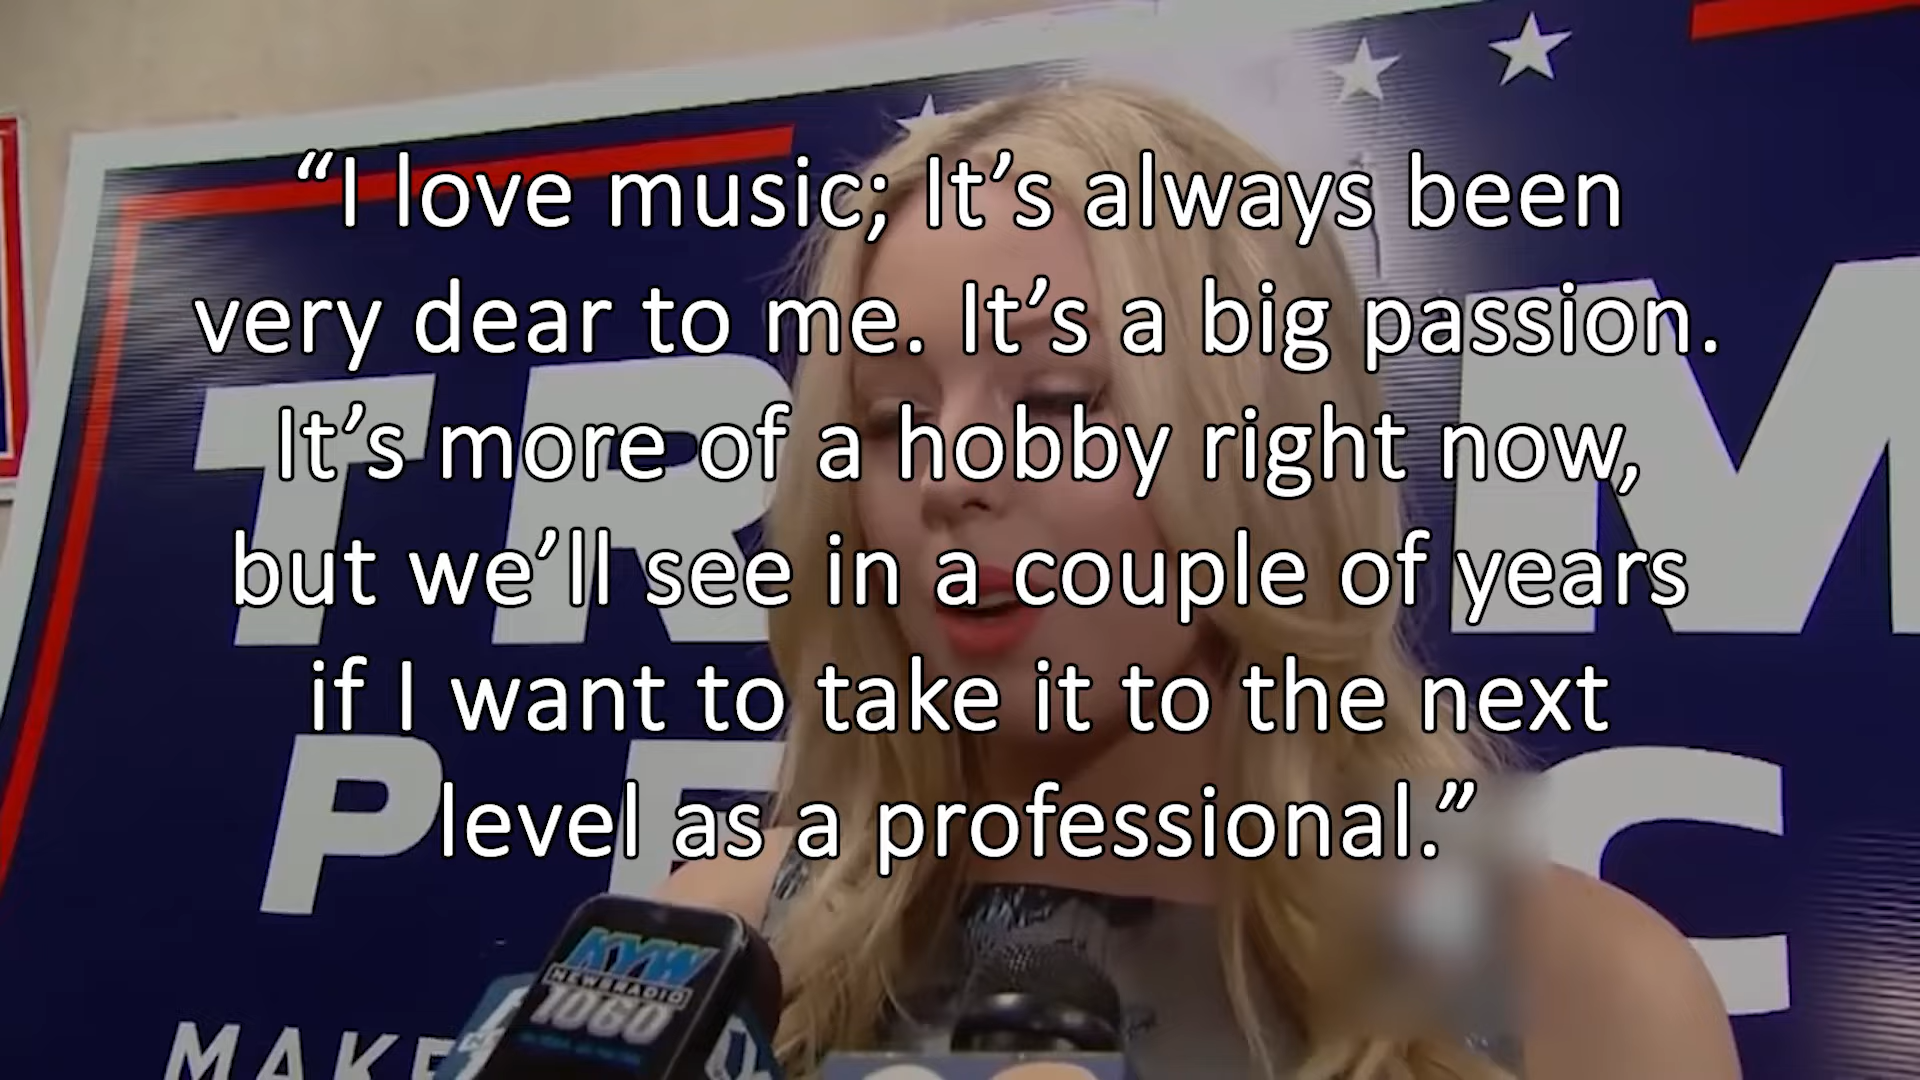 “I love music; It’s always been
very dear to me. It’s a big passion.
It’s more of a hobby right now,
but we’ll see in a couple of years
if I want to take it to the next
level as a professional.”
KYW
NEWSRADIO
1060
MAKE